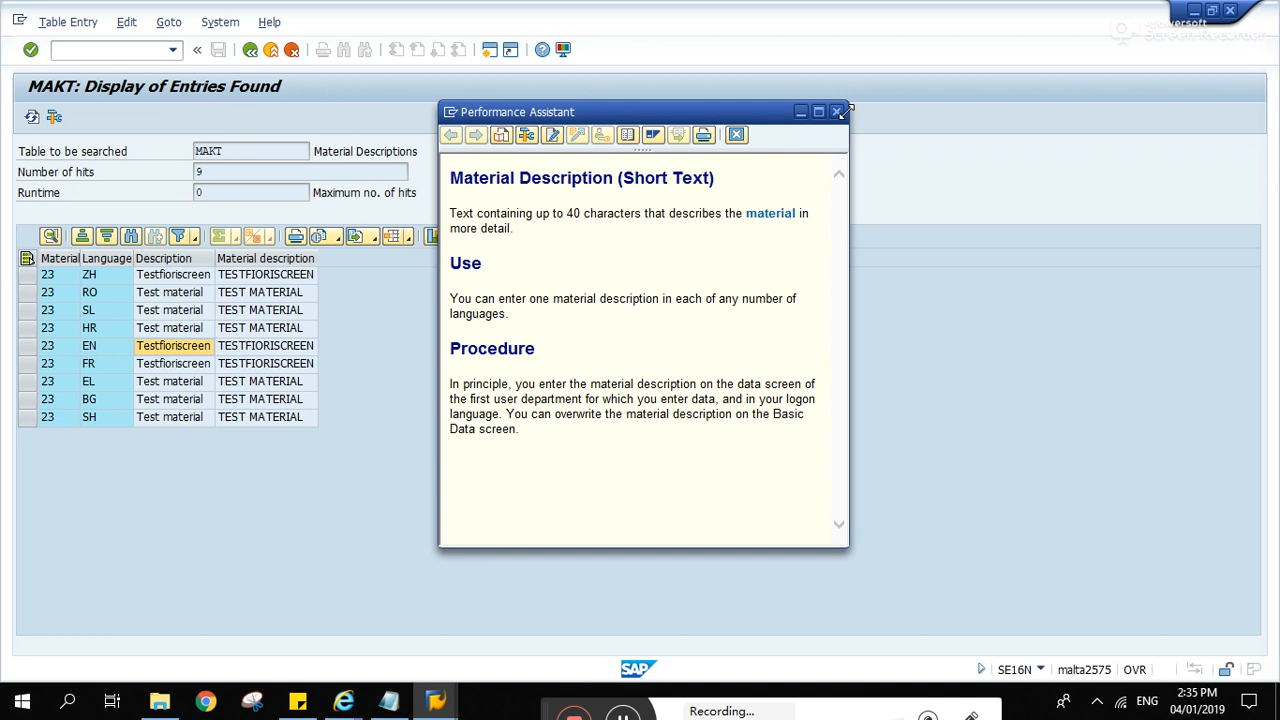 Table Entry Edit Goto System Help
Apowersoft
Screen Recorder
MAKT: Display of Entries Found
Table to be searched MAKT Material Descriptions
Number of hits 9
Runtime 0 Maximum no. of hits
Material Language Description Material description
23 ZH Testfioriscreen TESTFIORISCREEN
23 RO Test material TEST MATERIAL
23 SL Test material TEST MATERIAL
23 HR Test material TEST MATERIAL
23 EN Testfioriscreen TESTFIORISCREEN
23 FR Testfioriscreen TESTFIORISCREEN
23 EL Test material TEST MATERIAL
23 BG Test material TEST MATERIAL
23 SH Test material TEST MATERIAL
Performance Assistant
Material Description (Short Text)
Text containing up to 40 characters that describes the material in
more detail.
Use
You can enter one material description in each of any number of
languages.
Procedure
In principle, you enter the material description on the data screen of
the first user department for which you enter data, and in your logon
language. You can overwrite the material description on the Basic
Data screen.
SAP
SE16N malta2575 OVR
Recording...
ENG
2:35 PM
04/01/2019